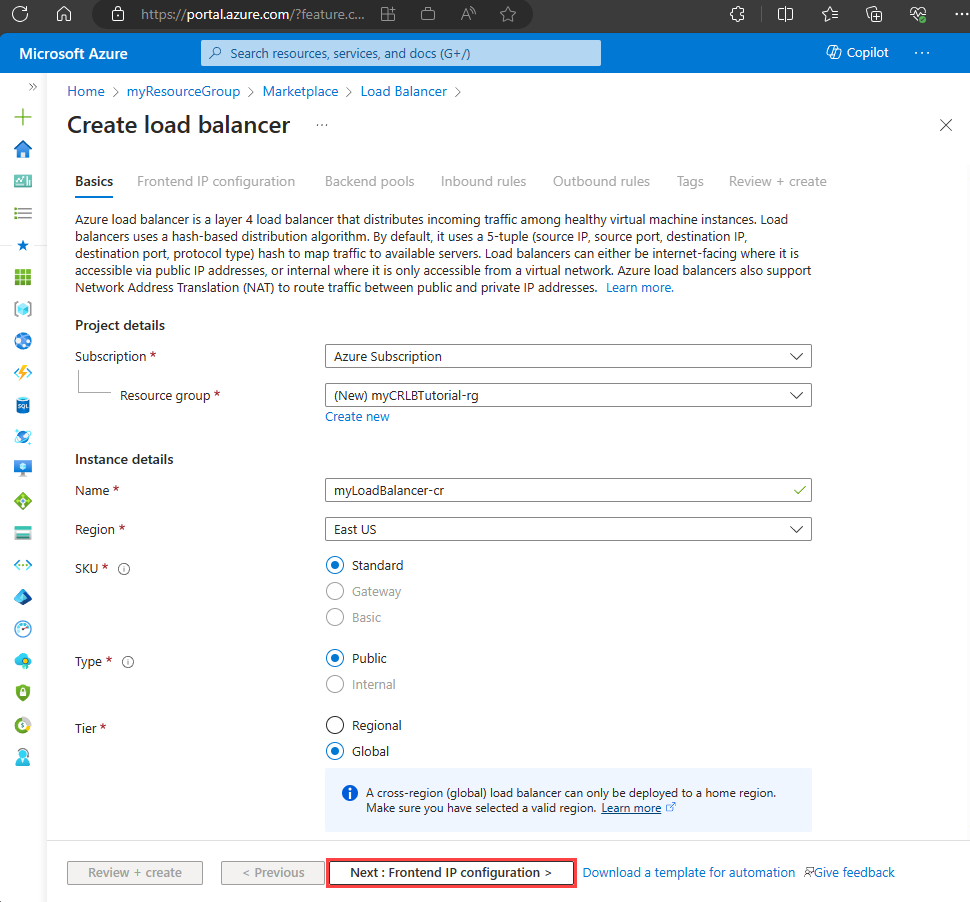 https://portal.azure.com/?feature.c...
Microsoft Azure
Search resources, services, and docs (G+/)
Copilot
Home > myResourceGroup > Marketplace > Load Balancer >
Create load balancer
Basics Frontend IP configuration Backend pools Inbound rules Outbound rules Tags Review + create
Azure load balancer is a layer 4 load balancer that distributes incoming traffic among healthy virtual machine instances. Load
balancers uses a hash-based distribution algorithm. By default, it uses a 5-tuple (source IP, source port, destination IP,
destination port, protocol type) hash to map traffic to available servers. Load balancers can either be internet-facing where it is
accessible via public IP addresses, or internal where it is only accessible from a virtual network. Azure load balancers also support
Network Address Translation (NAT) to route traffic between public and private IP addresses. Learn more.
Project details
Subscription * Azure Subscription
Resource group * (New) myCRLBTutorial-rg
Create new
Instance details
Name * myLoadBalancer-cr
Region * East US
SKU * Standard
Gateway
Basic
Type * Public
Internal
Tier * Regional
Global
A cross-region (global) load balancer can only be deployed to a home region.
Make sure you have selected a valid region. Learn more
Review + create < Previous Next : Frontend IP configuration > Download a template for automation Give feedback